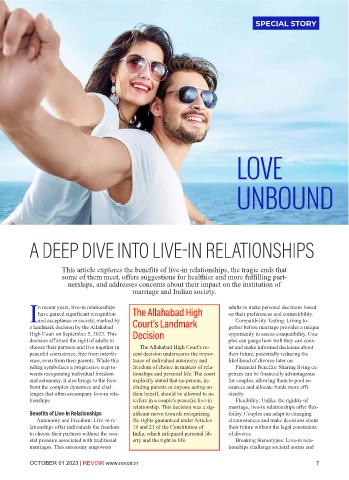 SPECIAL STORY
LOVE
UNBOUND
A DEEP DIVE INTO LIVE-IN RELATIONSHIPS
This article explores the benefits of live-in relationships, the tragic ends that
some of them meet, offers suggestions for healthier and more fulfilling part-
nerships, and addresses concerns about their impact on the institution of
marriage and Indian society.
In recent years, live-in relationships
have gained significant recognition
and acceptance in society, marked by
a landmark decision by the Allahabad
High Court on September 5, 2023. This
decision affirmed the right of adults to
choose their partners and live together in
peaceful coexistence, free from interfer-
ence, even from their parents. While this
ruling symbolizes a progressive step to-
wards recognizing individual freedom
and autonomy, it also brings to the fore-
front the complex dynamics and chal-
lenges that often accompany live-in rela-
tionships.
Benefits of Live-in Relationships
Autonomy and Freedom: Live-in re-
lationships offer individuals the freedom
to choose their partners without the soci-
etal pressure associated with traditional
marriages. This autonomy empowers
The Allahabad High
Court's Landmark
Decision
The Allahabad High Court's re-
cent decision underscores the impor-
tance of individual autonomy and
freedom of choice in matters of rela-
tionships and personal life. The court
explicitly stated that no person, in-
cluding parents or anyone acting on
their behalf, should be allowed to in-
terfere in a couple's peaceful live-in
relationship. This decision was a sig-
nificant move towards recognizing
the rights guaranteed under Articles
19 and 21 of the Constitution of
India, which safeguard personal lib-
erty and the right to life.
adults to make personal decisions based
on their preferences and compatibility.
Compatibility Testing: Living to-
gether before marriage provides a unique
opportunity to assess compatibility. Cou-
ples can gauge how well they can coex-
ist and make informed decisions about
their future, potentially reducing the
likelihood of divorce later on.
Financial Benefits: Sharing living ex-
penses can be financially advantageous
for couples, allowing them to pool re-
sources and allocate funds more effi-
ciently.
Flexibility: Unlike the rigidity of
marriage, live-in relationships offer flex-
ibility. Couples can adapt to changing
circumstances and make decisions about
their future without the legal constraints
of divorce.
Breaking Stereotypes: Live-in rela-
tionships challenge societal norms and
OCTOBER 01 2023 | REVOIR www.revoir.in
7